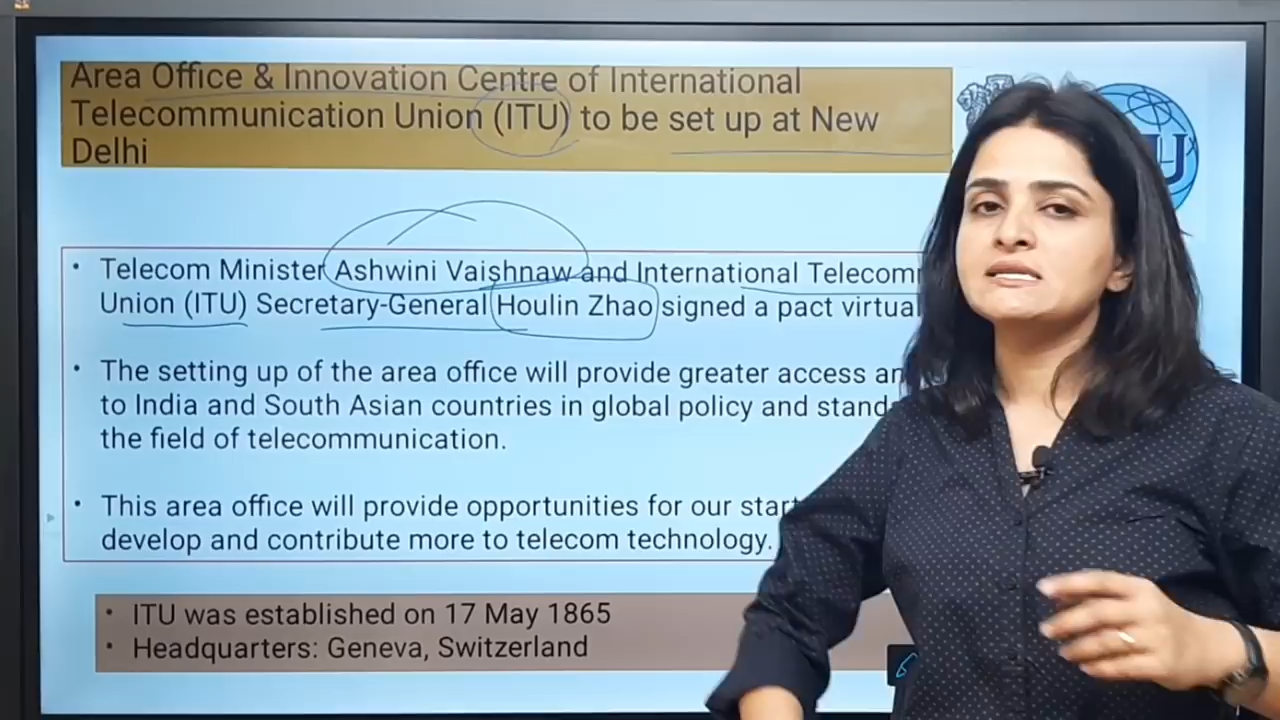 Area Office & Innovation Centre of International
Telecommunication Union (ITU) to be set up at New
Delhi
• Telecom Minister Ashwini Vaishnaw and International
Union (ITU) Secretary-General Houlin Zhao signed a pact
• The setting up of the area office will provide greater access
to India and South Asian countries in global policy and
the field of telecommunication.
• This area office will provide opportunities for our
develop and contribute more to telecom technology.
• ITU was established on 17 May 1865
• Headquarters: Geneva, Switzerland